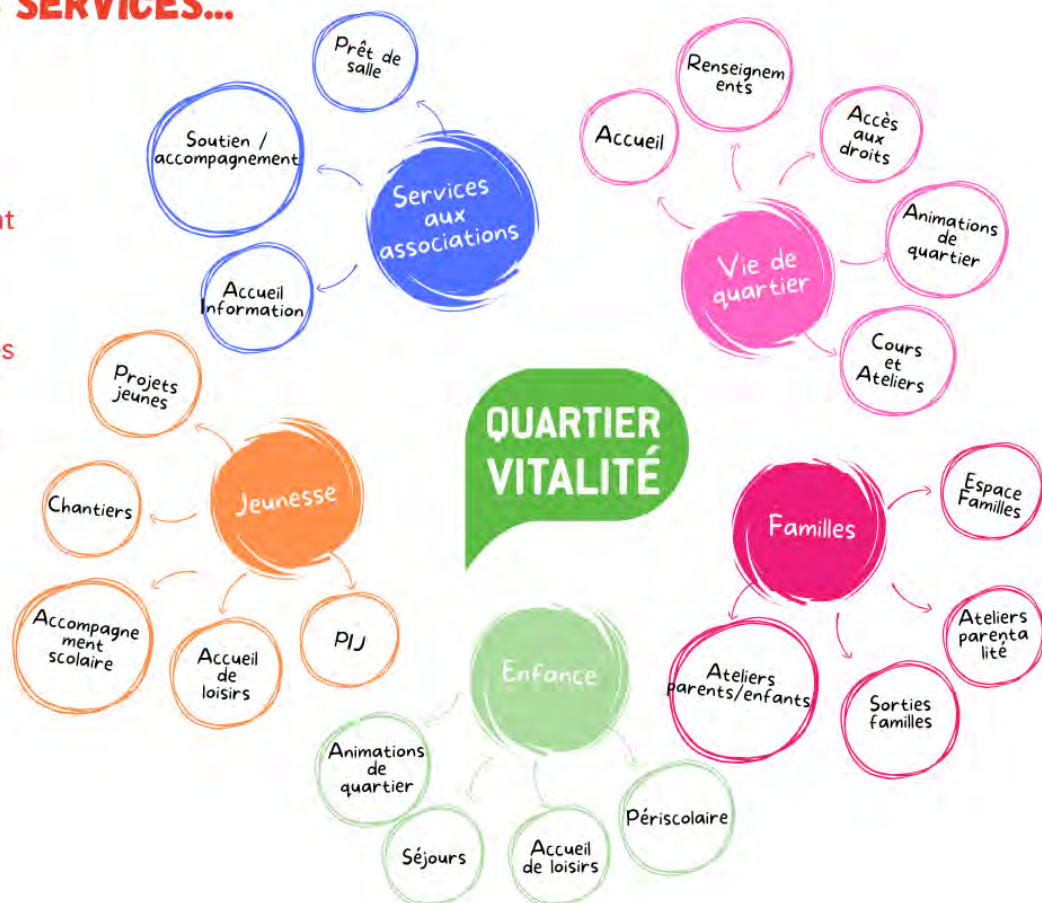 SERVICES...
Prêt de
salle
Soutien /
accompagnement
Services
aux
associations
Accueil
Information
Renseignem
ents
Accueil
Accès
aux
droits
Animations
de
quartier
Vie de
quartier
Cours
et
Ateliers
nt
es
Projets
jeunes
Jeunesse
Chantiers
Accompagne
ment
scolaire
Accueil
de
loisirs
PIJ
QUARTIER
VITALITÉ
Familles
Espace
Familles
Ateliers
parenta
lité
Sorties
familles
Ateliers
parents/enfants
Enfance
Animations
de
quartier
Séjours
Accueil
de loisirs
Périscolaire